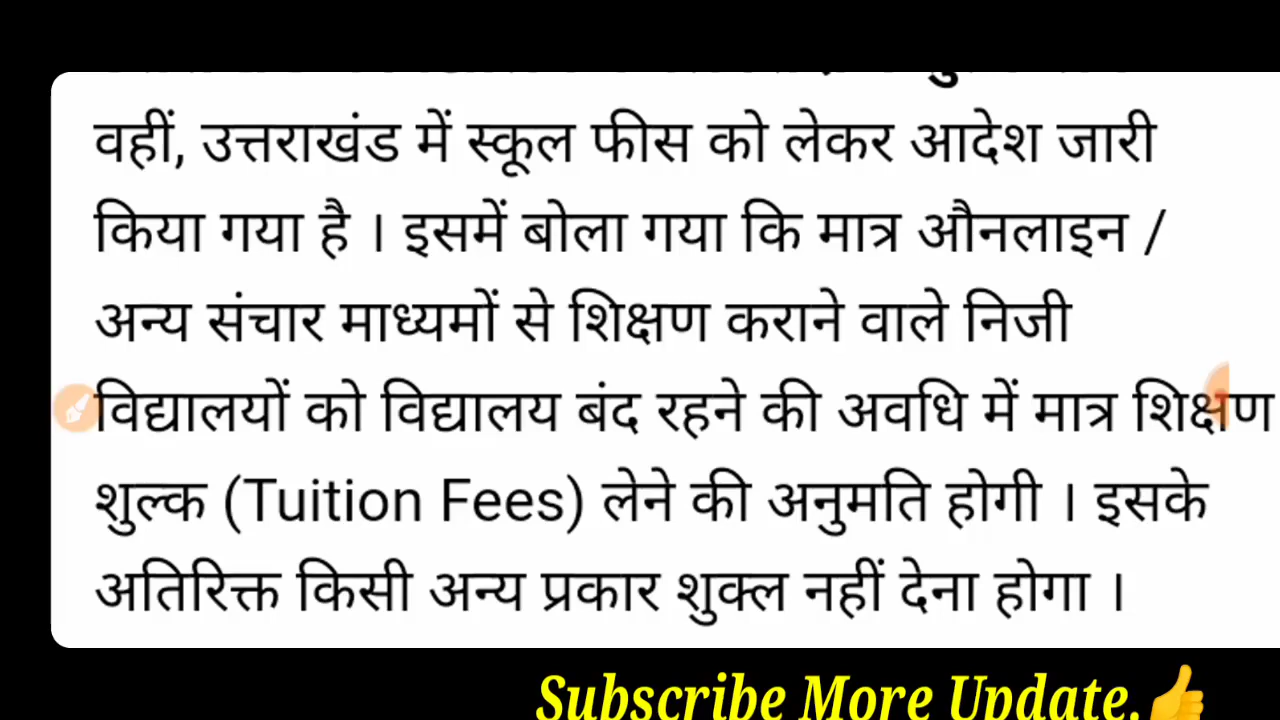 वहीं, उत्तराखंड में स्कूल फीस को लेकर आदेश जारी
किया गया है । इसमें बोला गया कि मात्र औनलाइन /
अन्य संचार माध्यमों से शिक्षण कराने वाले निजी
विद्यालयों को विद्यालय बंद रहने की अवधि में मात्र शिक्षण
शुल्क (Tuition Fees) लेने की अनुमति होगी । इसके
अतिरिक्त किसी अन्य प्रकार शुक्ल नहीं देना होगा ।
Subscribe More Update.